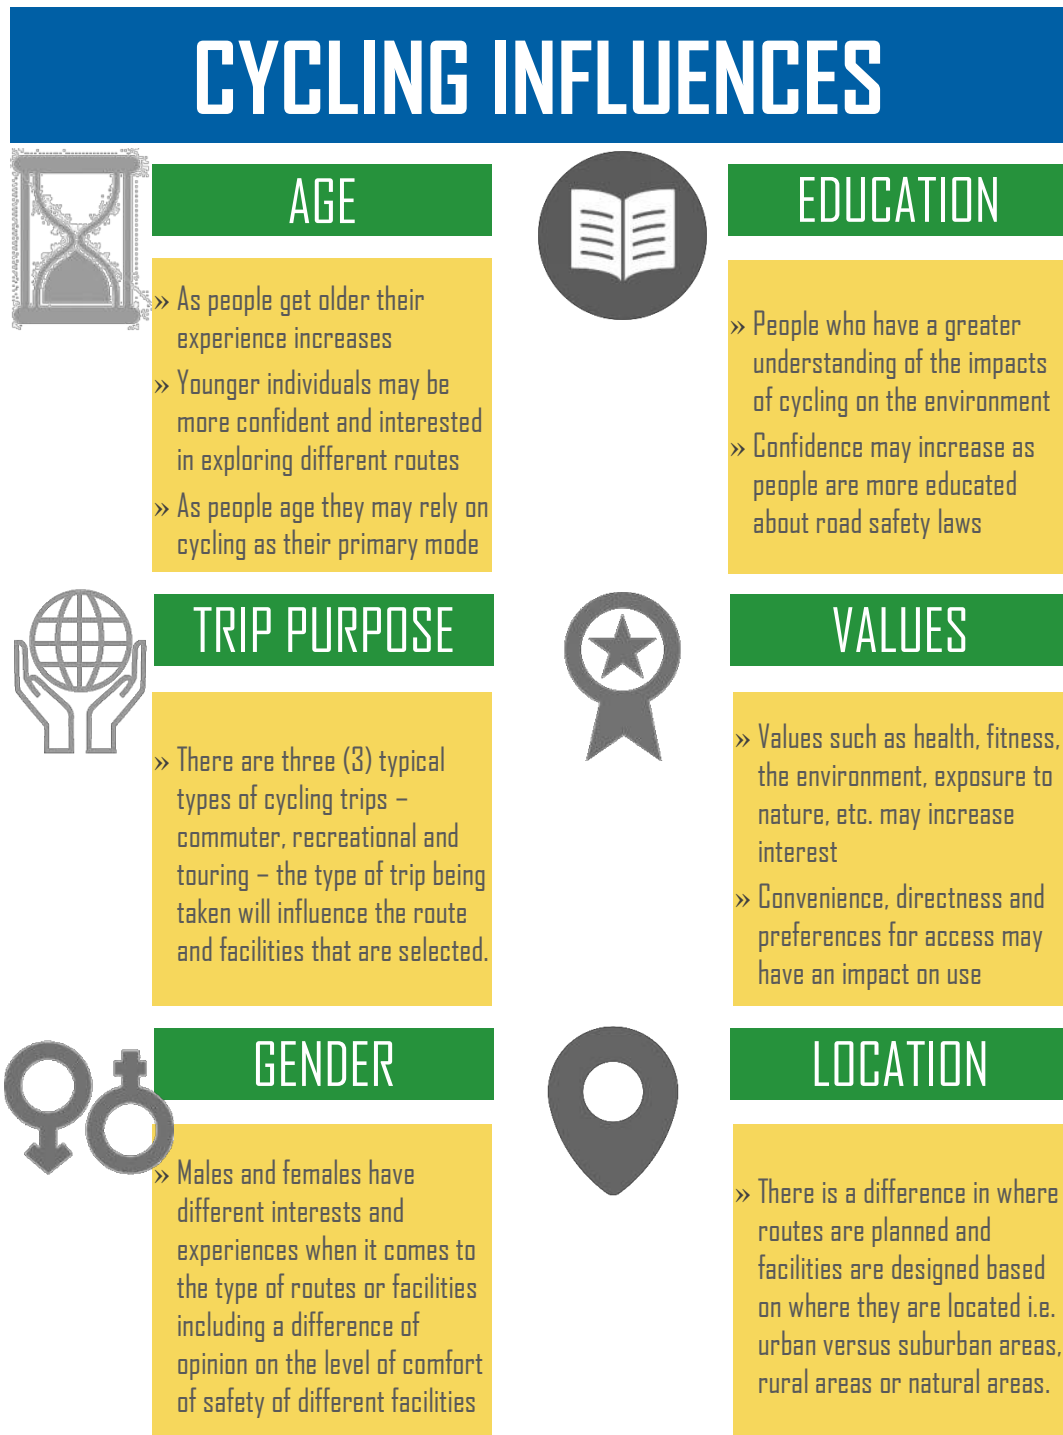 CYCLING INFLUENCES
AGE
» As people get older their
experience increases
» Younger individuals may be
more confident and interested
in exploring different routes
» As people age they may rely on
cycling as their primary mode
EDUCATION
» People who have a greater
understanding of the impacts
of cycling on the environment
» Confidence may increase as
people are more educated
about road safety laws
TRIP PURPOSE
» There are three (3) typical
types of cycling trips –
commuter, recreational and
touring – the type of trip being
taken will influence the route
and facilities that are selected.
VALUES
» Values such as health, fitness,
the environment, exposure to
nature, etc. may increase
interest
» Convenience, directness and
preferences for access may
have an impact on use
GENDER
» Males and females have
different interests and
experiences when it comes to
the type of routes or facilities
including a difference of
opinion on the level of comfort
of safety of different facilities
LOCATION
» There is a difference in where
routes are planned and
facilities are designed based
on where they are located i.e.
urban versus suburban areas,
rural areas or natural areas.